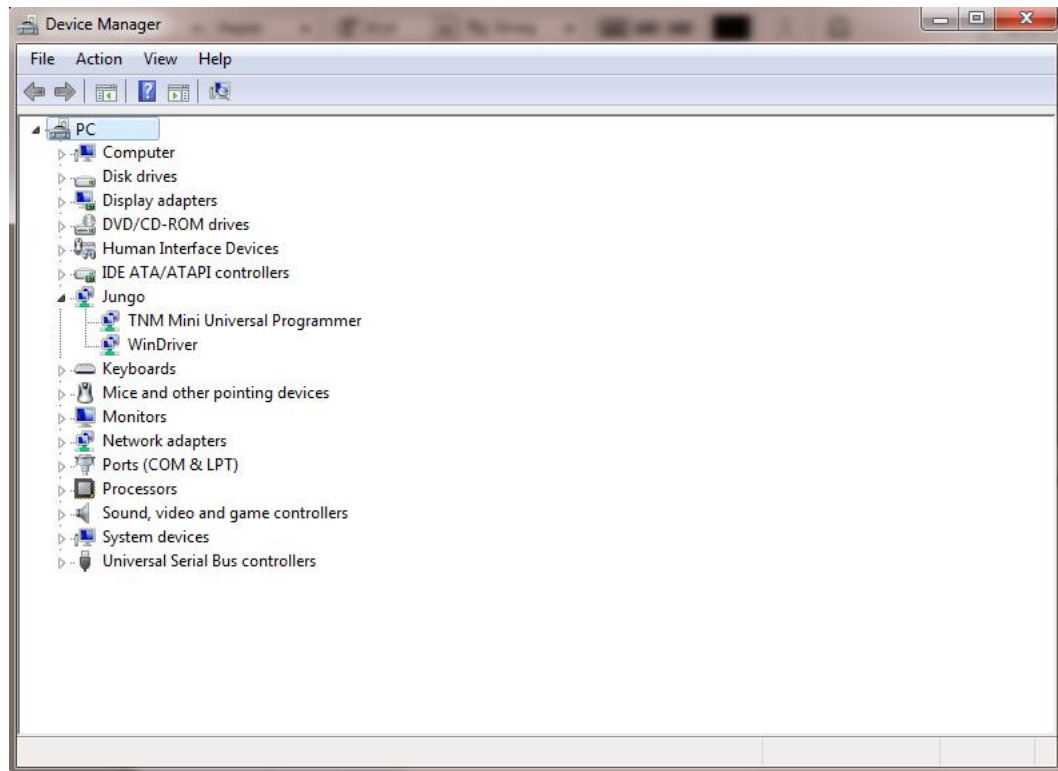 Device Manager
File Action View Help
PC
Computer
Disk drives
Display adapters
DVD/CD-ROM drives
Human Interface Devices
IDE ATA/ATAPI controllers
Jungo
TNM Mini Universal Programmer
WinDriver
Keyboards
Mice and other pointing devices
Monitors
Network adapters
Ports (COM & LPT)
Processors
Sound, video and game controllers
System devices
Universal Serial Bus controllers